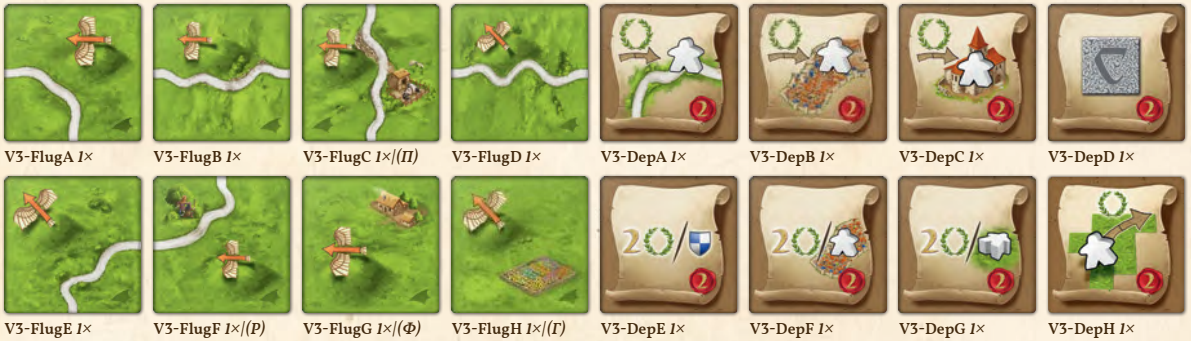 2 2 2
2
V3-FlugA 1× V3-FlugB 1× V3-FlugC 1×|(П) V3-FlugD 1× V3-DepA 1× V3-DepB 1× V3-DepC 1× V3-DepD 1×
20/ 20/ 20/
2 2 2 2
V3-FlugE 1× V3-FlugF 1×|(Р) V3-FlugG 1×|(Ф) V3-FlugH 1×|(Г) V3-DepE 1× V3-DepF 1× V3-DepG 1× V3-DepH 1×